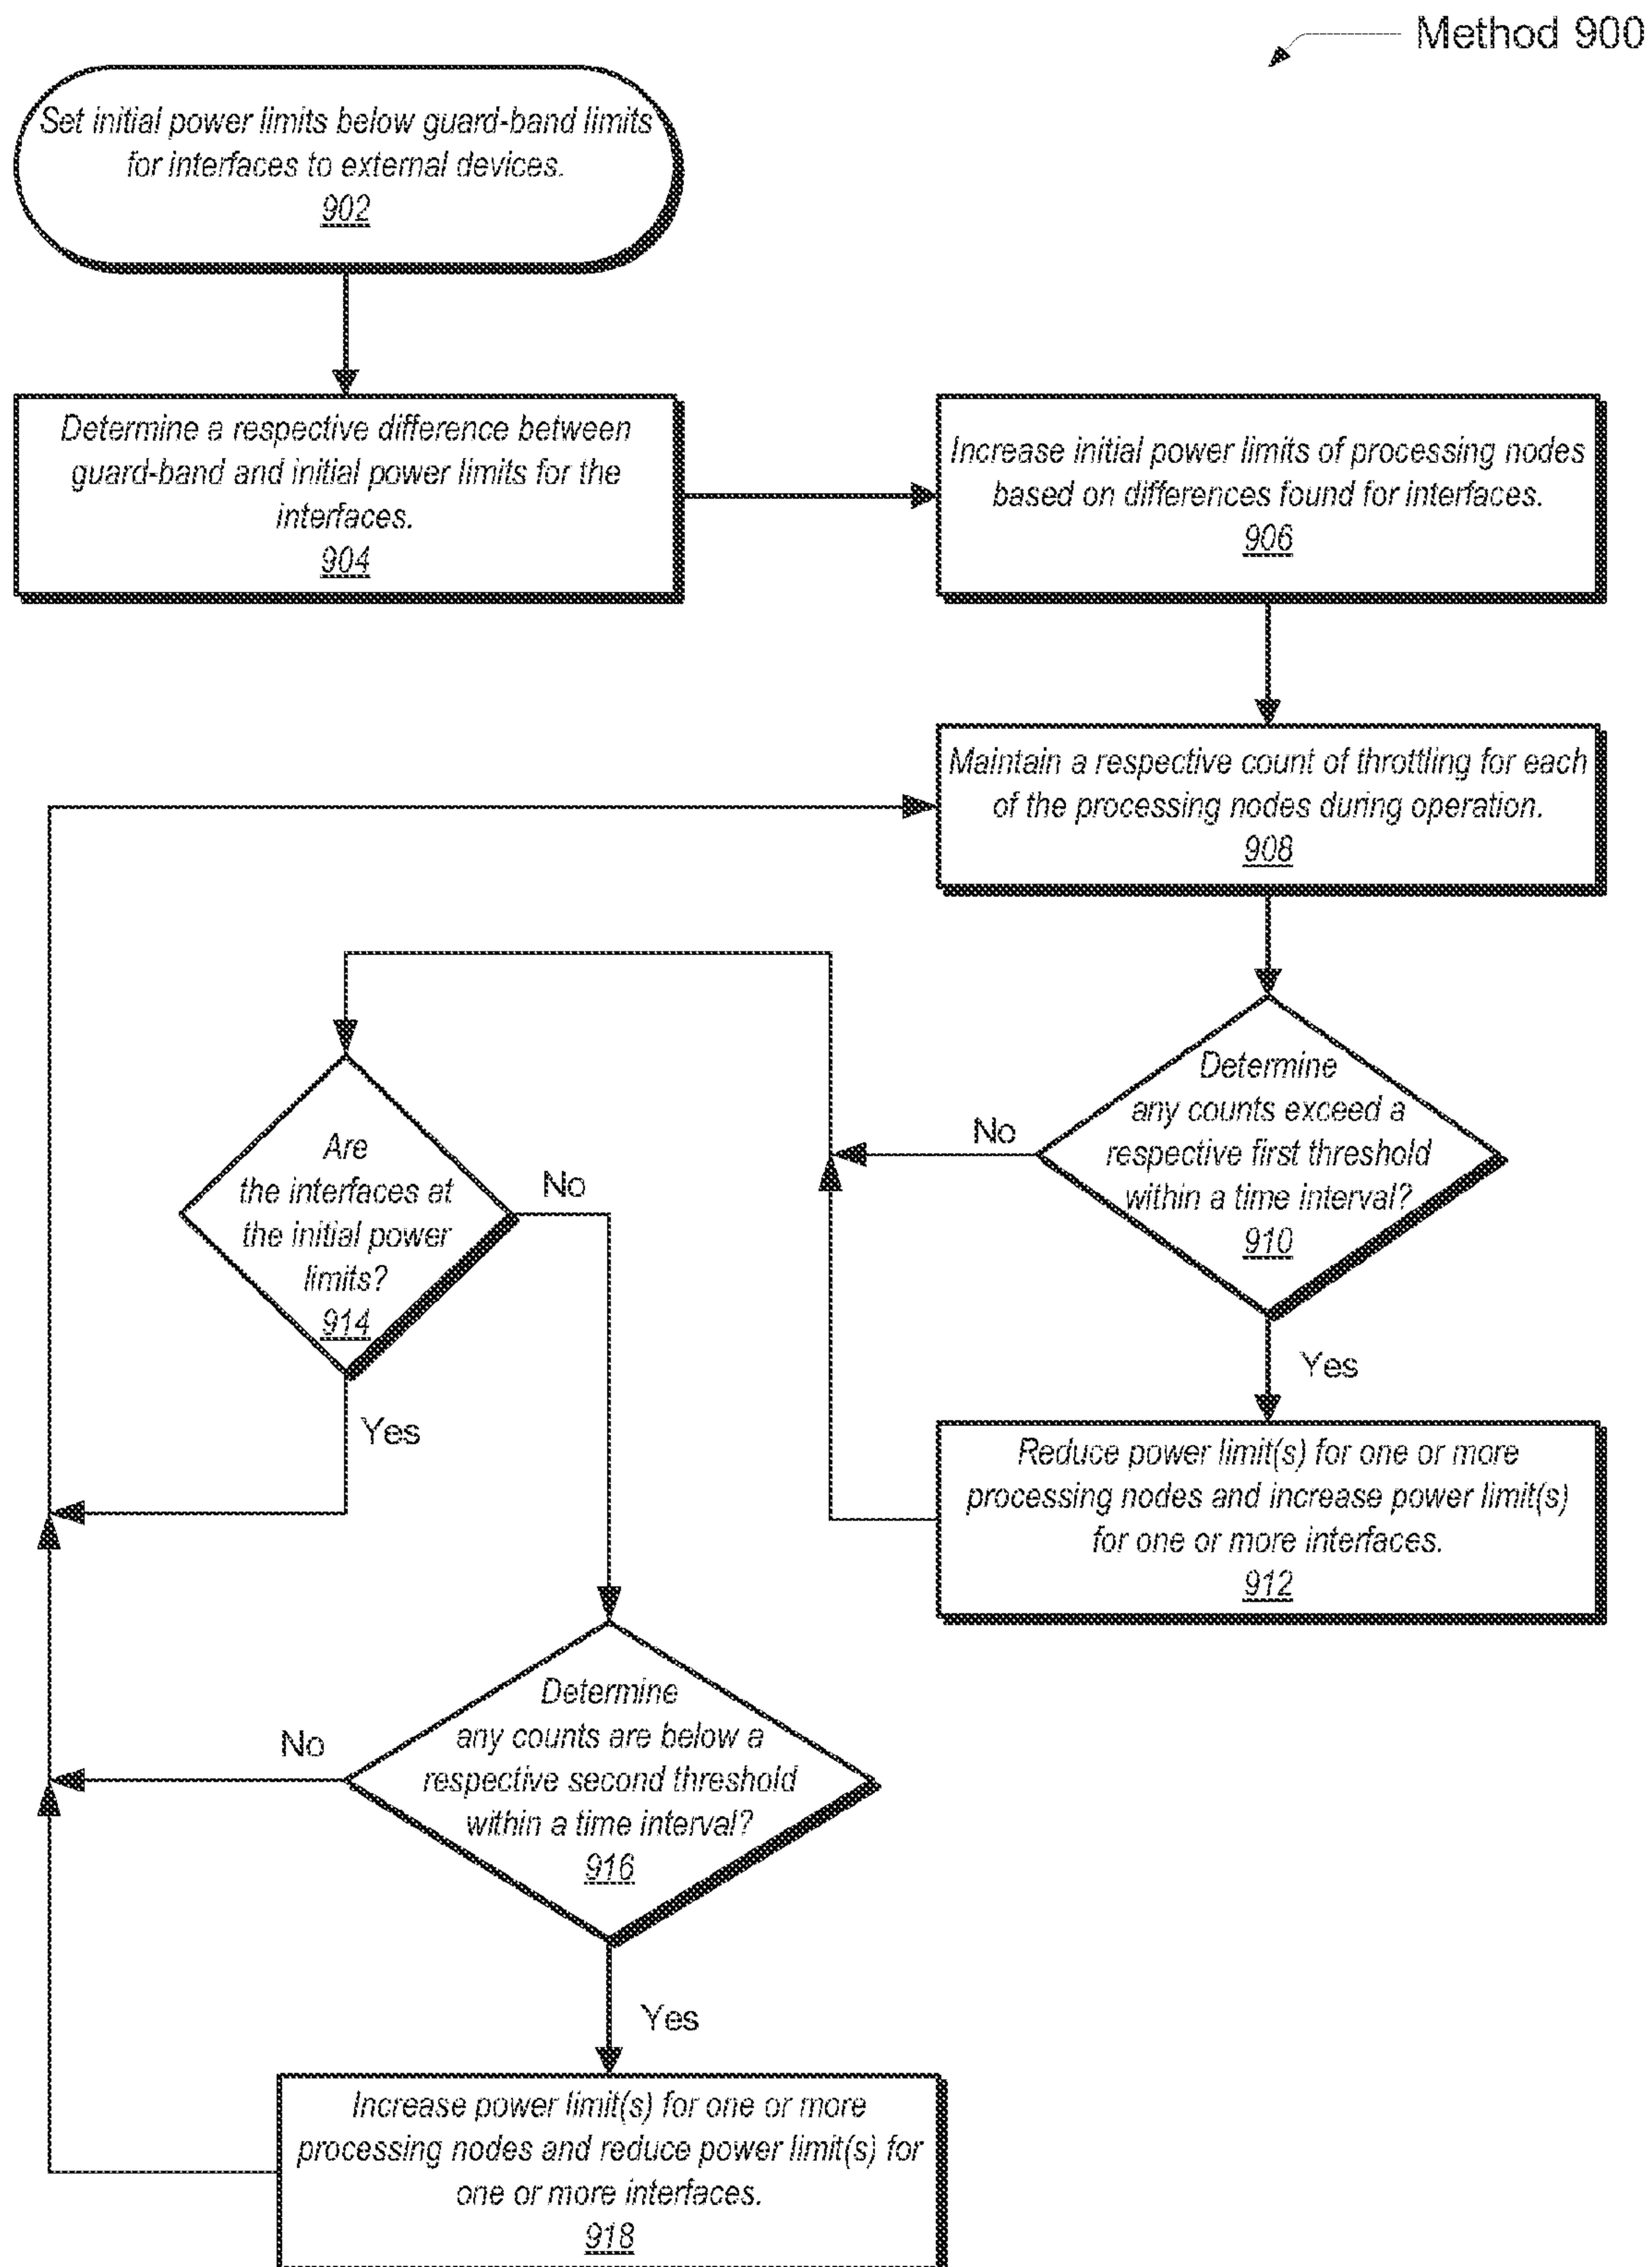 Method 900
Set initial power limits below guard-band limits
for interfaces to external devices.
902
Determine a respective difference between
guard-band and initial power limits for the
interfaces.
904
Increase initial power limits of processing nodes
based on differences found for interfaces.
906
Maintain a respective count of throttling for each
of the processing nodes during operation.
908
Determine
any counts exceed a
respective first threshold
within a time interval?
910
No
Yes
Reduce power limit(s) for one or more
processing nodes and increase power limit(s)
for one or more interfaces.
912
Are
the interfaces at
the initial power
limits?
914
No
Yes
Determine
any counts are below a
respective second threshold
within a time interval?
916
No
Yes
Increase power limit(s) for one or more
processing nodes and reduce power limit(s) for
one or more interfaces.
918